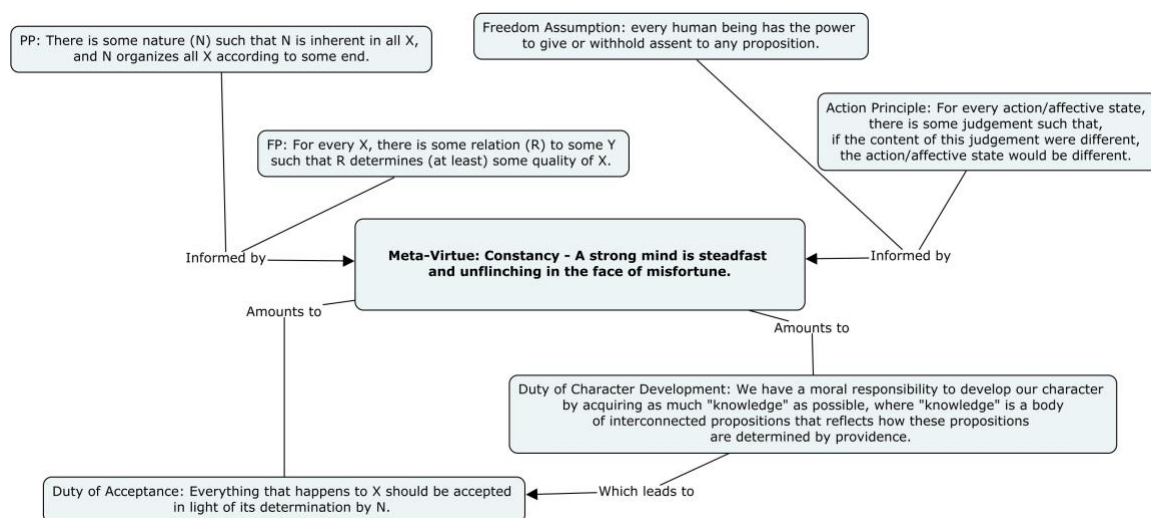 PP: There is some nature (N) such that N is inherent in all X,
and N organizes all X according to some end.
Freedom Assumption: every human being has the power
to give or withhold assent to any proposition.
Action Principle: For every action/affective state,
there is some judgement such that,
if the content of this judgement were different,
the action/affective state would be different.
FP: For every X, there is some relation (R) to some Y
such that R determines (at least) some quality of X.
Informed by
Meta-Virtue: Constancy - A strong mind is steadfast
and unflinching in the face of misfortune.
Informed by
Amounts to
Amounts to
Duty of Character Development: We have a moral responsibility to develop our character
by acquiring as much "knowledge" as possible, where "knowledge" is a body
of interconnected propositions that reflects how these propositions
are determined by providence.
Duty of Acceptance: Everything that happens to X should be accepted
in light of its determination by N.
Which leads to